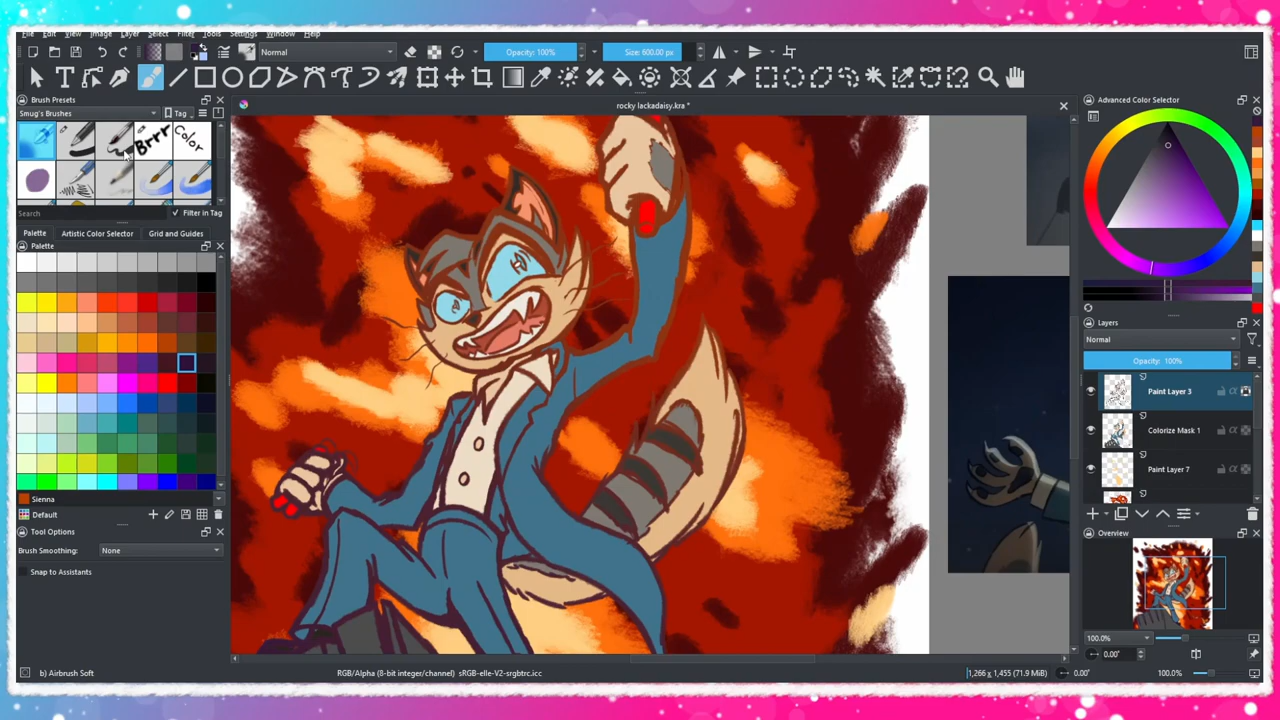 File Edit View Image Layer Select Filter Tools Settings Window Help
Normal Opacity: 100% Size: 600.00 px
Brush Presets
rocky lackadaisy.kra *
Advanced Color Selector
Smug's Brushes Tag
Brrr Color
Search Filter in Tag
Palette Artistic Color Selector Grid and Guides
Palette
Layers
Normal
Opacity: 100%
Paint Layer 3
Colorize Mask 1
Paint Layer 7
Sienna
Default
Tool Options
Overview
Brush Smoothing: None
Snap to Assistants
100.0%
0.00°
b) Airbrush Soft RGB/Alpha (8-bit integer/channel) sRGB-elle-V2-srgbtrc.icc 1,266 x 1,455 (71.9 MiB) 0.00° 100.0%